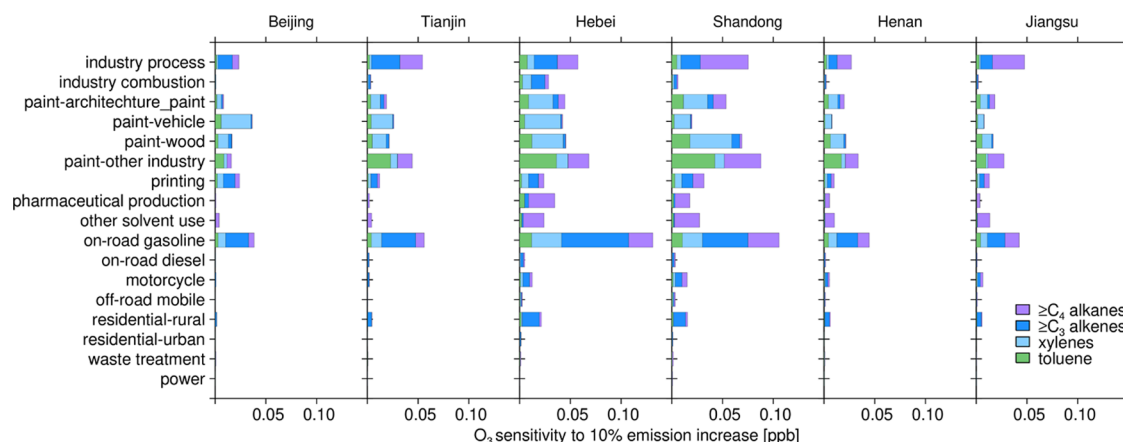 Beijing Tianjin Hebei Shandong Henan Jiangsu
industry process
industry combustion
paint-architechture_paint
paint-vehicle
paint-wood
paint-other industry
printing
pharmaceutical production
other solvent use
on-road gasoline
on-road diesel
motorcycle
off-road mobile
residential-rural
residential-urban
waste treatment
power
≥C4 alkanes
≥C3 alkenes
xylenes
toluene
0.05 0.10 0.05 0.10 0.05 0.10 0.05 0.10 0.05 0.10 0.05 0.10
O3 sensitivity to 10% emission increase [ppb]